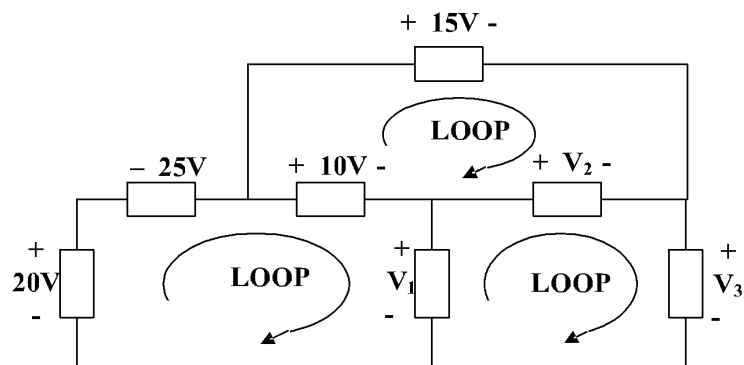 + 15V -
LOOP
– 25V
+ 10V -
+ V₂ -
+
20V
-
LOOP
+
V₁
-
LOOP
+
V₃
-